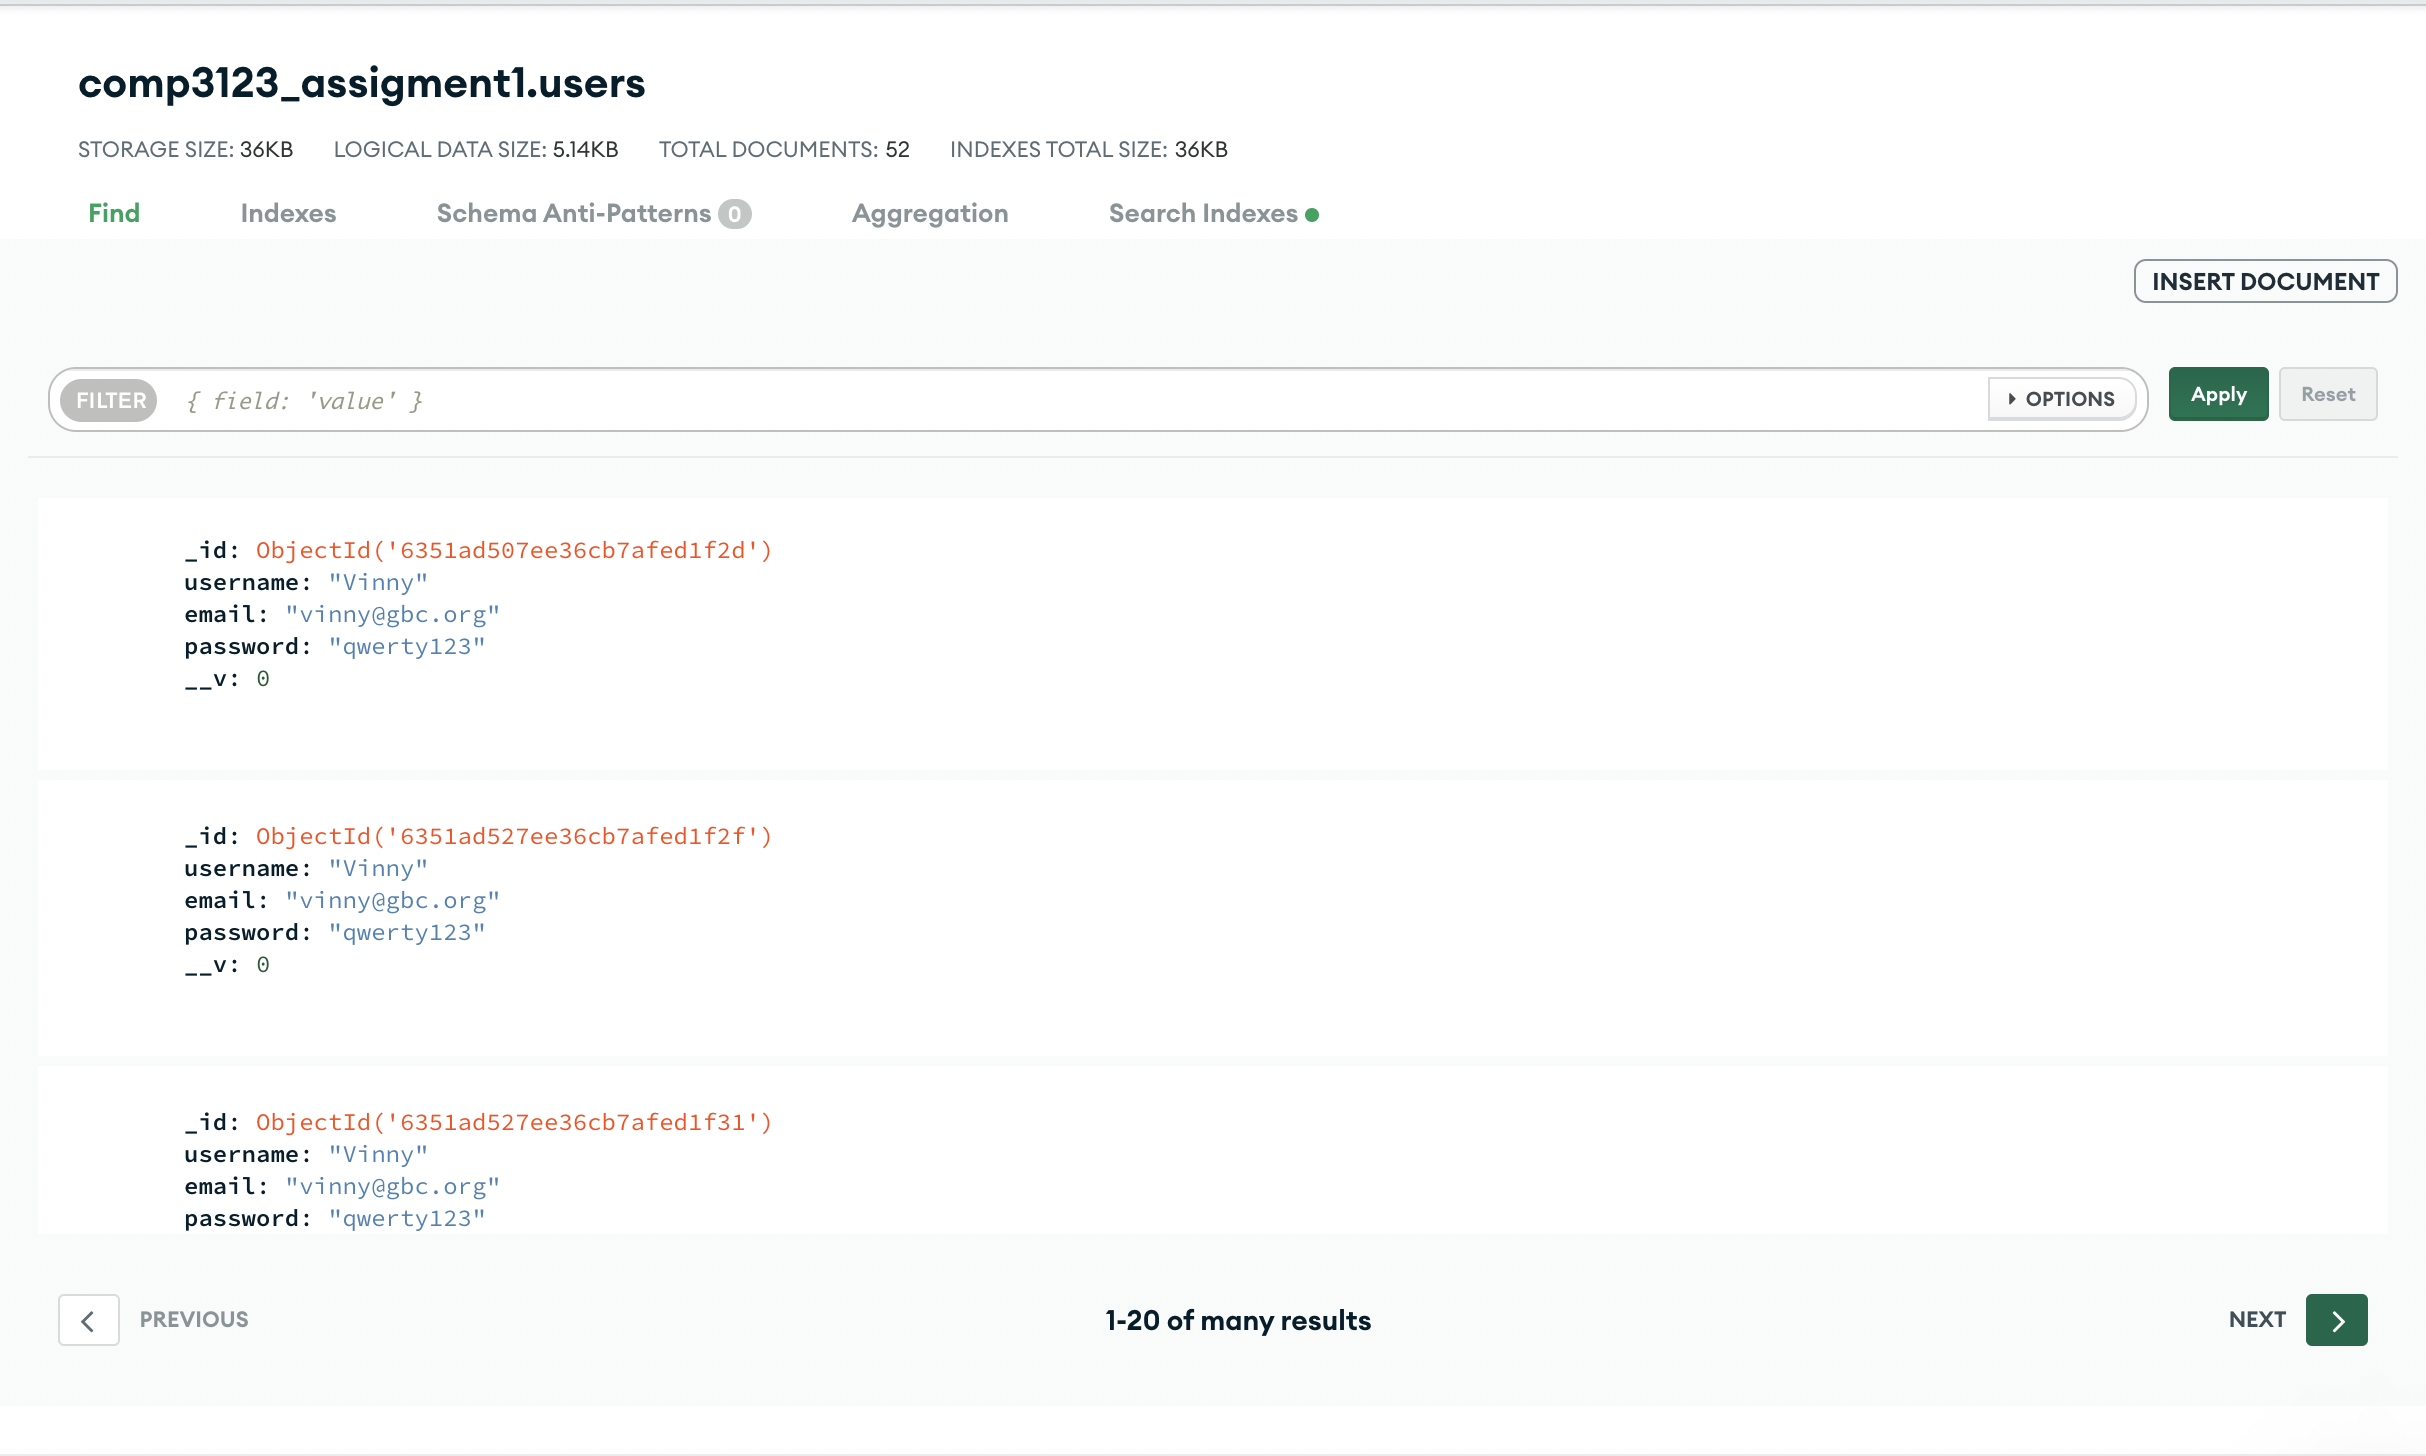 comp3123_assigment1.users
STORAGE SIZE: 36KB LOGICAL DATA SIZE: 5.14KB TOTAL DOCUMENTS: 52 INDEXES TOTAL SIZE: 36KB
Find Indexes Schema Anti-Patterns 0 Aggregation Search Indexes
INSERT DOCUMENT
FILTER { field: 'value' } OPTIONS Apply Reset
_id: ObjectId('6351ad507ee36cb7afed1f2d')
username: "Vinny"
email: "vinny@gbc.org"
password: "qwerty123"
__v: 0
_id: ObjectId('6351ad527ee36cb7afed1f2f')
username: "Vinny"
email: "vinny@gbc.org"
password: "qwerty123"
__v: 0
_id: ObjectId('6351ad527ee36cb7afed1f31')
username: "Vinny"
email: "vinny@gbc.org"
password: "qwerty123"
PREVIOUS 1-20 of many results NEXT